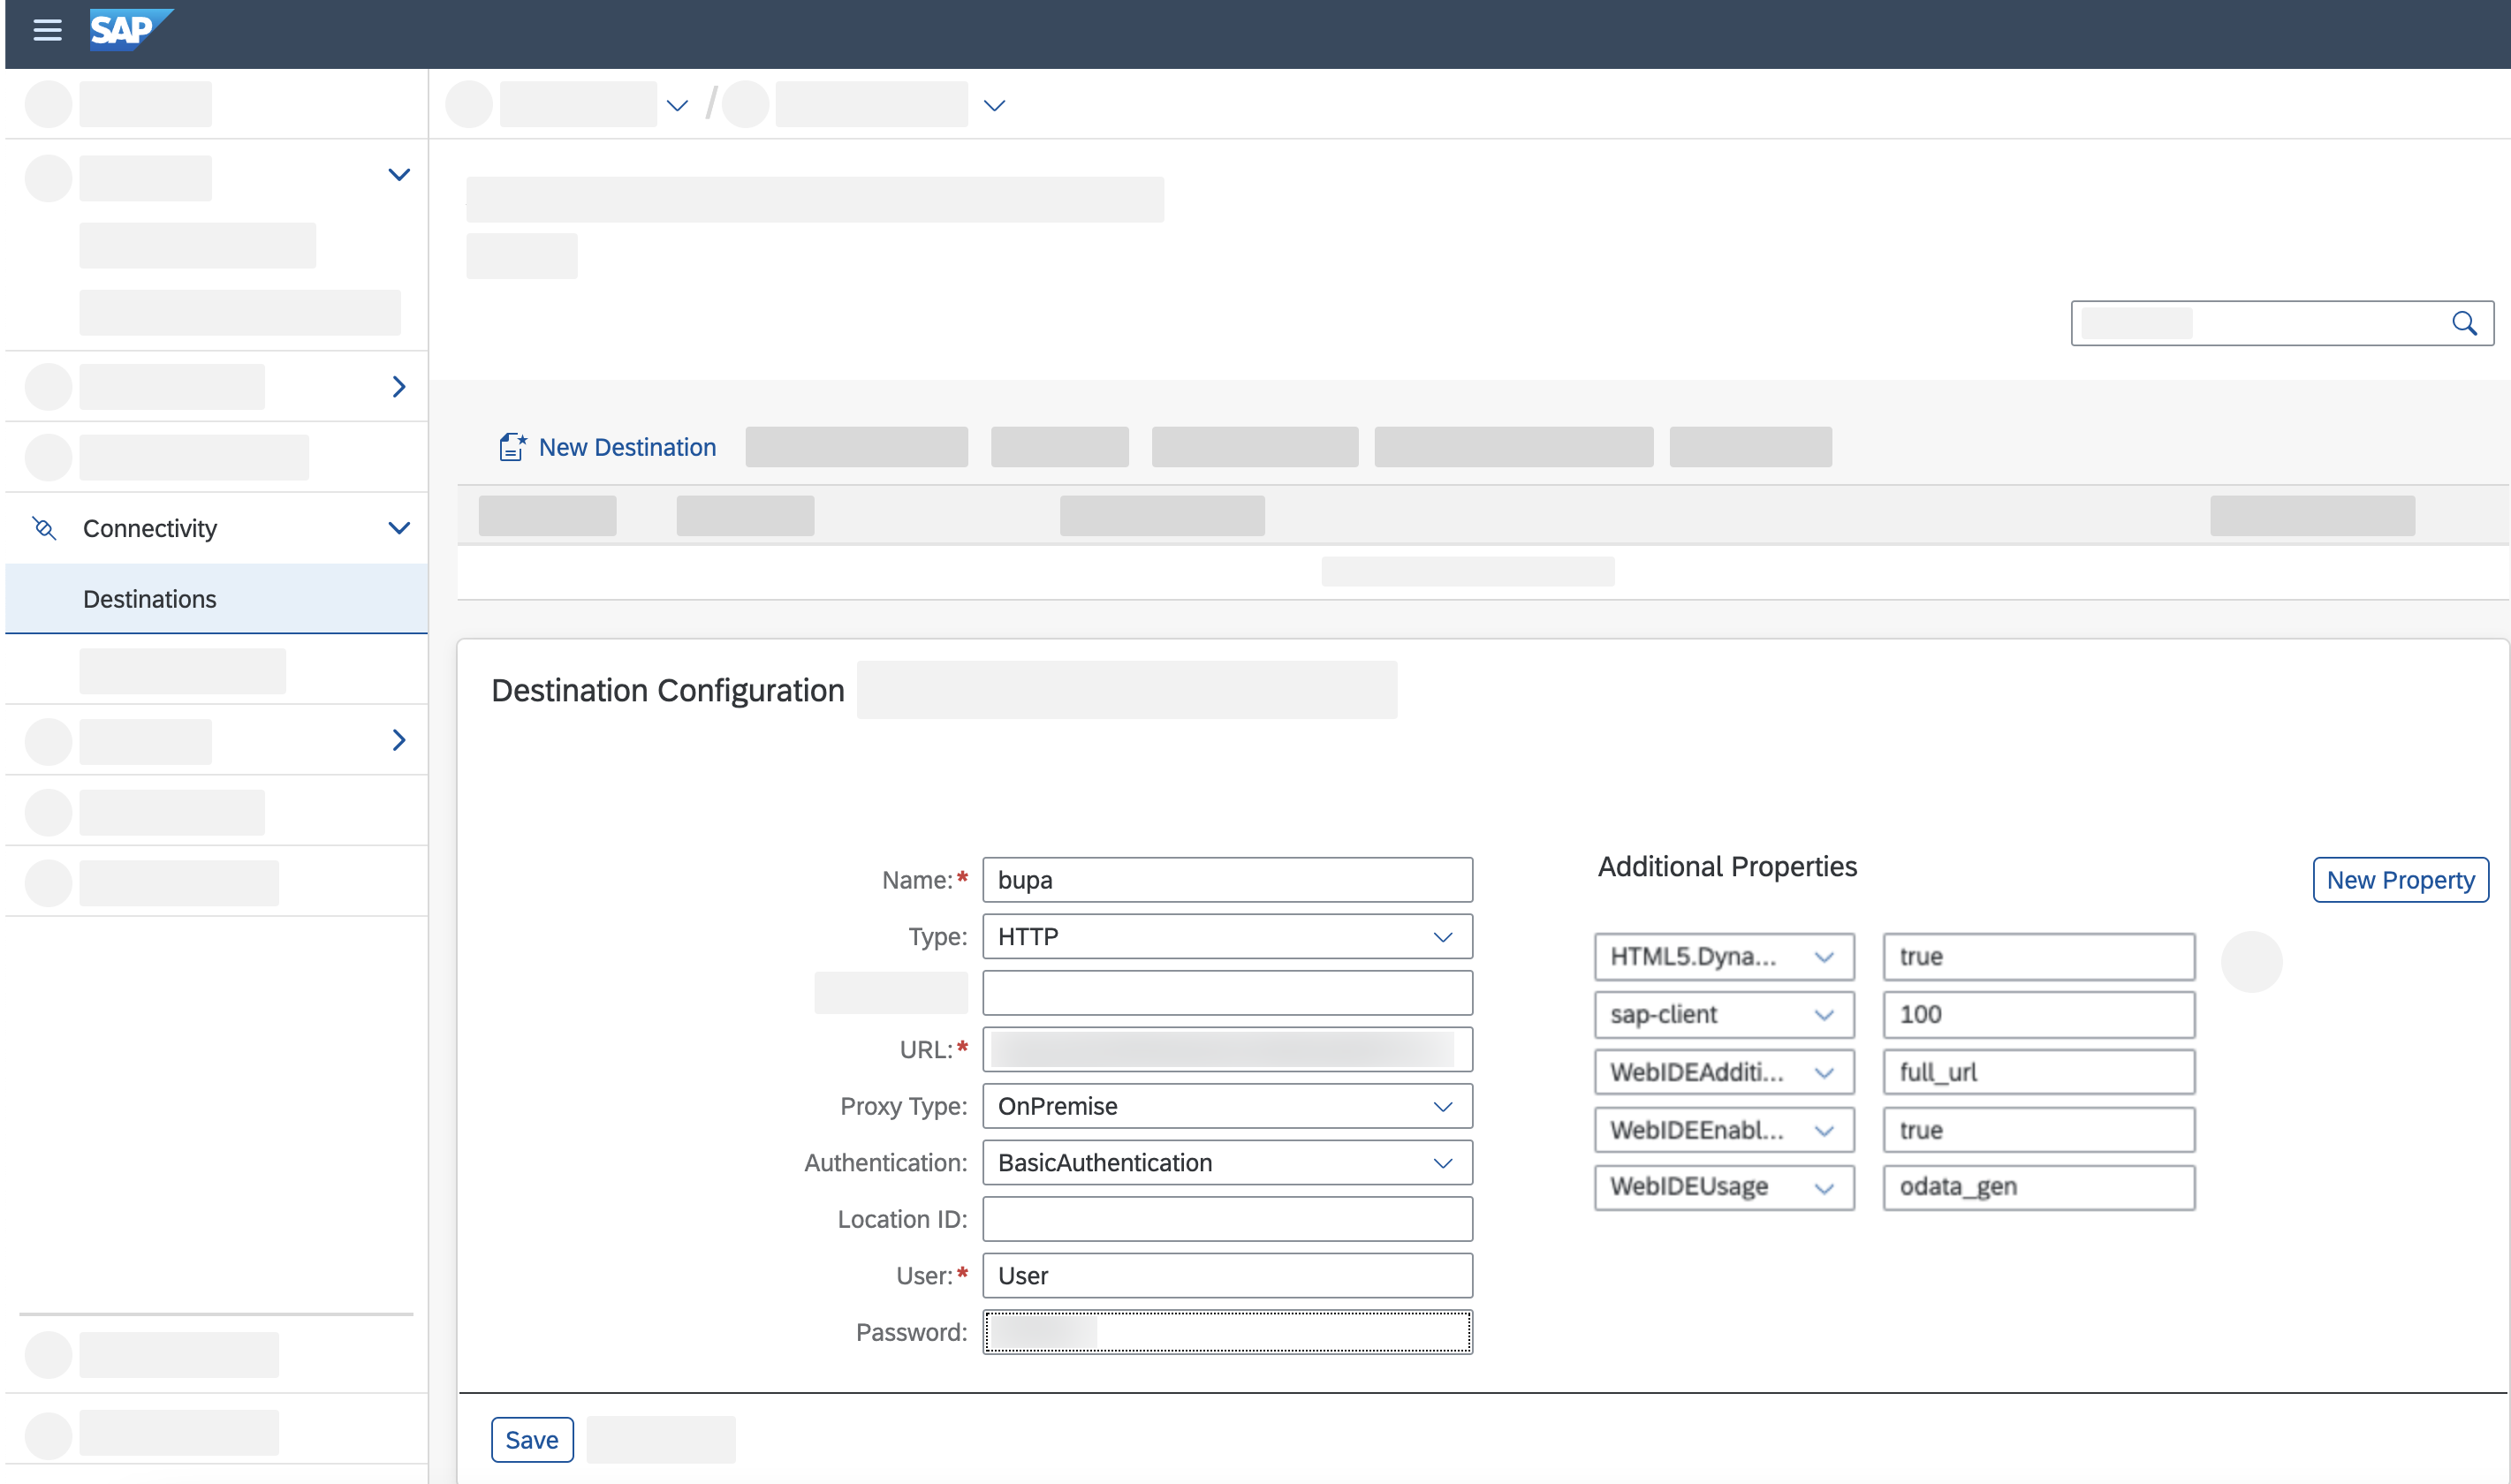 SAP
New Destination
Connectivity
Destinations
Destination Configuration
Name:* bupa
Type: HTTP
URL:*
Proxy Type: OnPremise
Authentication: BasicAuthentication
Location ID:
User:* User
Password:
Additional Properties
New Property
HTML5.Dyna... true
sap-client 100
WebIDEAdditi... full_url
WebIDEEnabl... true
WebIDEUsage odata_gen
Save